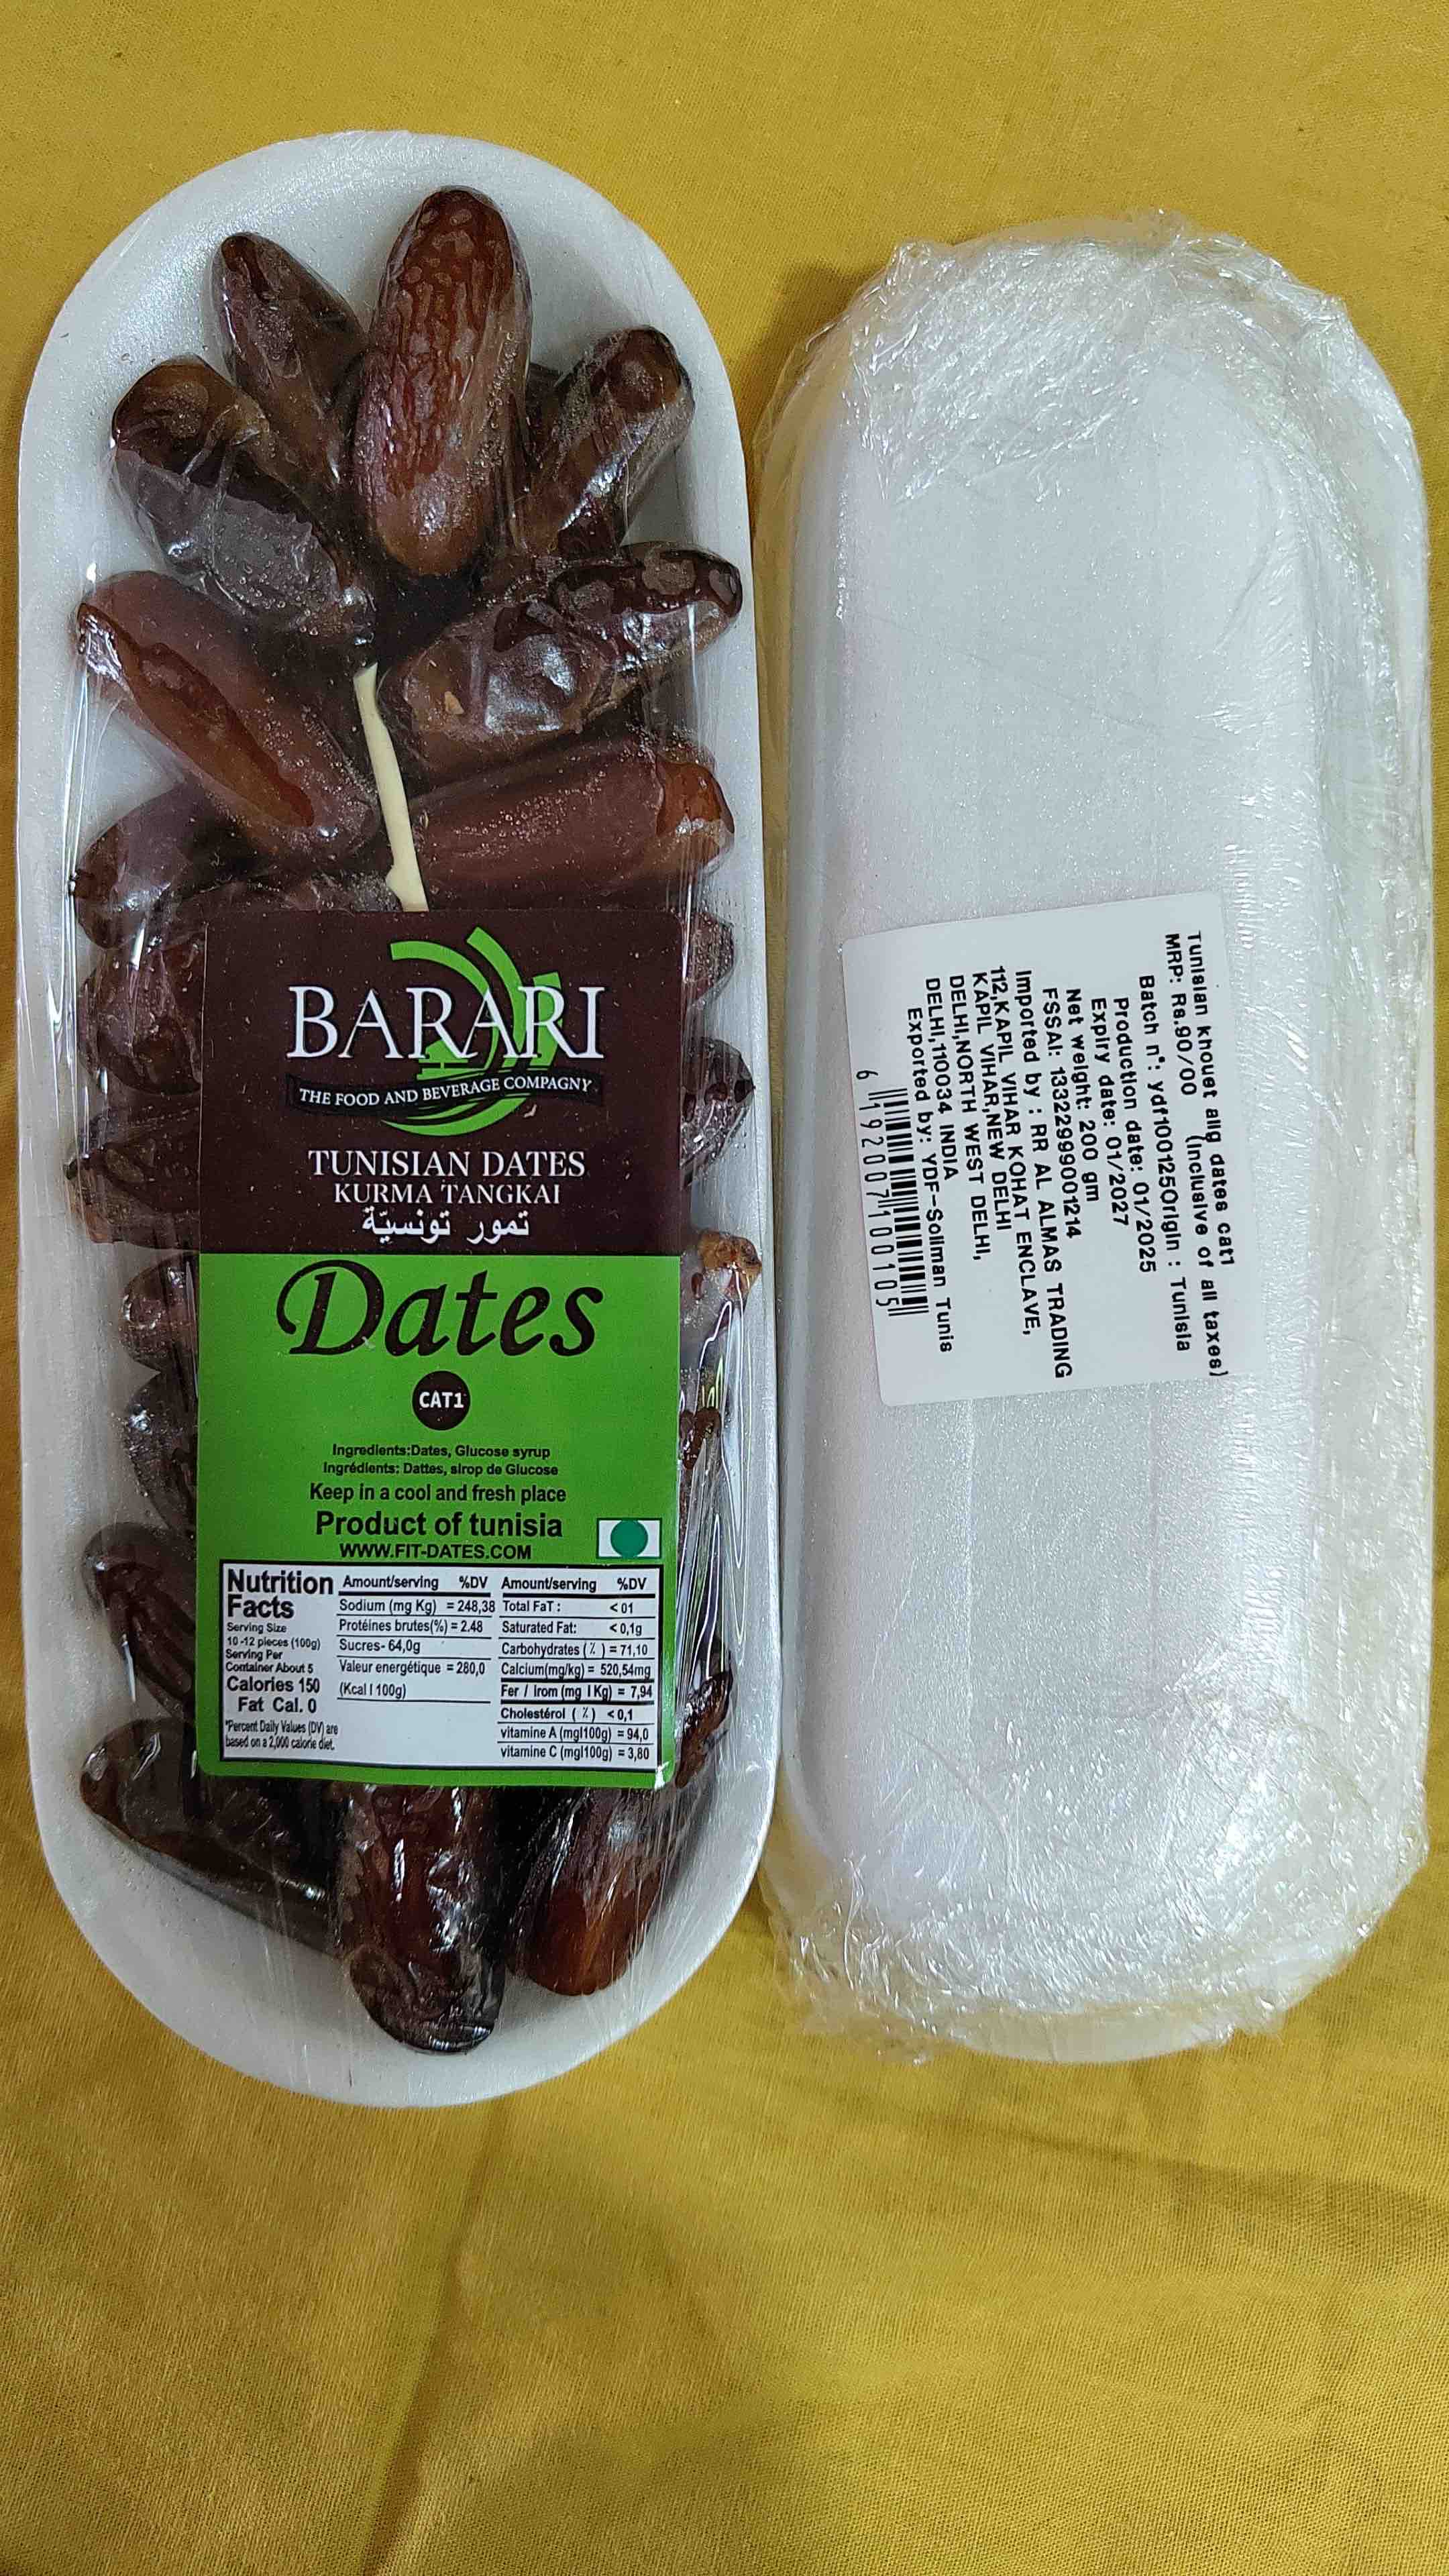 BARARI
THE FOOD AND BEVERAGE COMPAGNY
TUNISIAN DATES
KURMA TANGKAI
تمور تونسيّة
Dates
CAT1
Ingredients:Dates, Glucose syrup
Ingrédients: Dattes, sirop de Glucose
Keep in a cool and fresh place
Product of tunisia
WWW.FIT-DATES.COM
Nutrition
Facts
Serving Size
10-12 pieces (100g)
Serving Per
Container About 5
Calories 150
Fat Cal. 0
*Percent Daily Values (DV) are
based on a 2,000 calorie diet.
Amount/serving %DV
Sodium (mg Kg) = 248,38
Protéines brutes(%) = 2.48
Sucres- 64,0g
Valeur energétique = 280,0
(Kcal / 100g)
Amount/serving %DV
Total FaT : < 01
Saturated Fat: < 0,1g
Carbohydrates ( % ) = 71,10
Calcium(mg/kg) = 520,54mg
Fer / Irom (mg l Kg) = 7,94
Cholestérol ( % ) < 0,1
vitamine A (mgl100g) = 94,0
vitamine C (mgl100g) = 3,80
Tunisian khouet allg dates cat1
MRP: Rs.90/00 (inclusive of all taxes)
Batch n°: ydf1001250rigin : Tunisia
Production date: 01/2025
Expiry date: 01/2027
Net weight: 200 gm
FSSAI: 13322999001214
Imported by : RR AL ALMAS TRADING
112,KAPIL VIHAR KOHAT ENCLAVE,
KAPIL VIHAR,NEW DELHI
DELHI,NORTH WEST DELHI,
DELHI,110034 INDIA
Exported by: YDF-Soliman Tunis
6 192007 100105